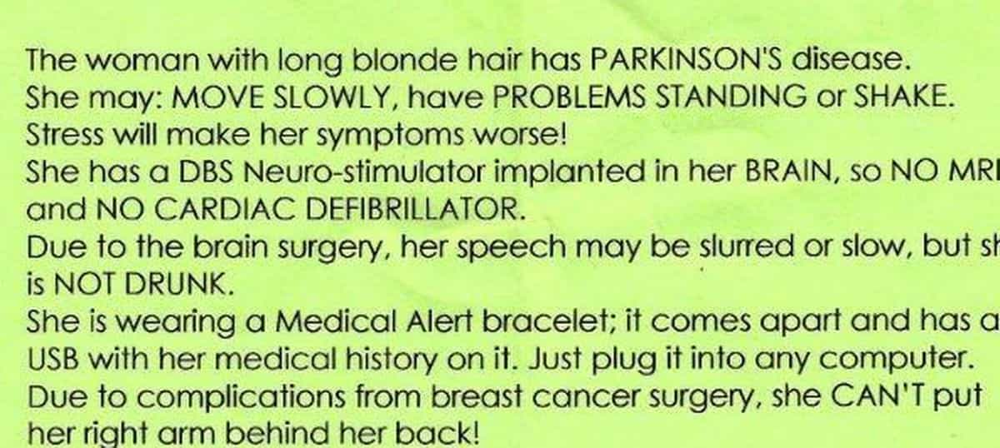 The woman with long blonde hair has PARKINSON'S disease.
She may: MOVE SLOWLY, have PROBLEMS STANDING or SHAKE.
Stress will make her symptoms worse!
She has a DBS Neuro-stimulator implanted in her BRAIN, so NO MRI
and NO CARDIAC DEFIBRILLATOR.
Due to the brain surgery, her speech may be slurred or slow, but sh
is NOT DRUNK.
She is wearing a Medical Alert bracelet; it comes apart and has a
USB with her medical history on it. Just plug it into any computer.
Due to complications from breast cancer surgery, she CAN'T put
her right arm behind her back!